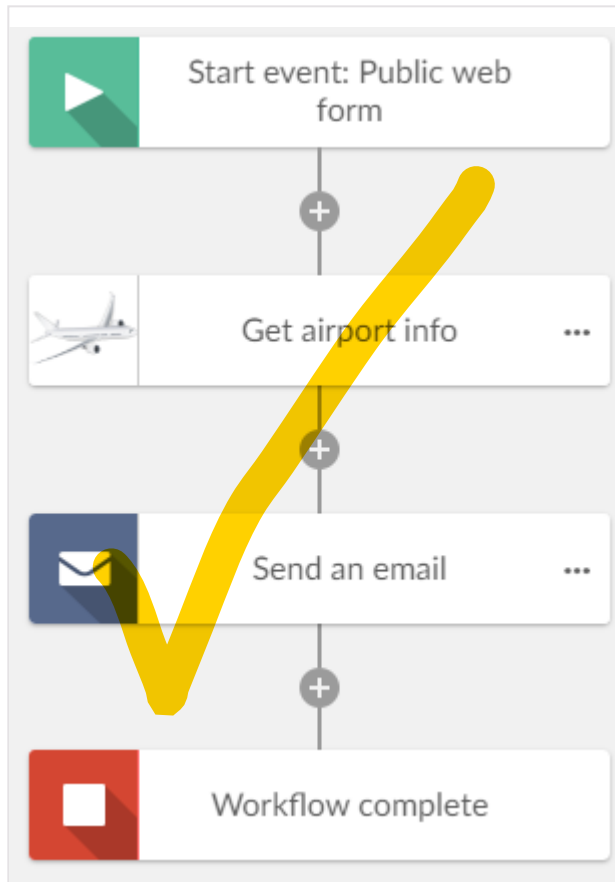 Start event: Public web
form
Get airport info
Send an email
Workflow complete